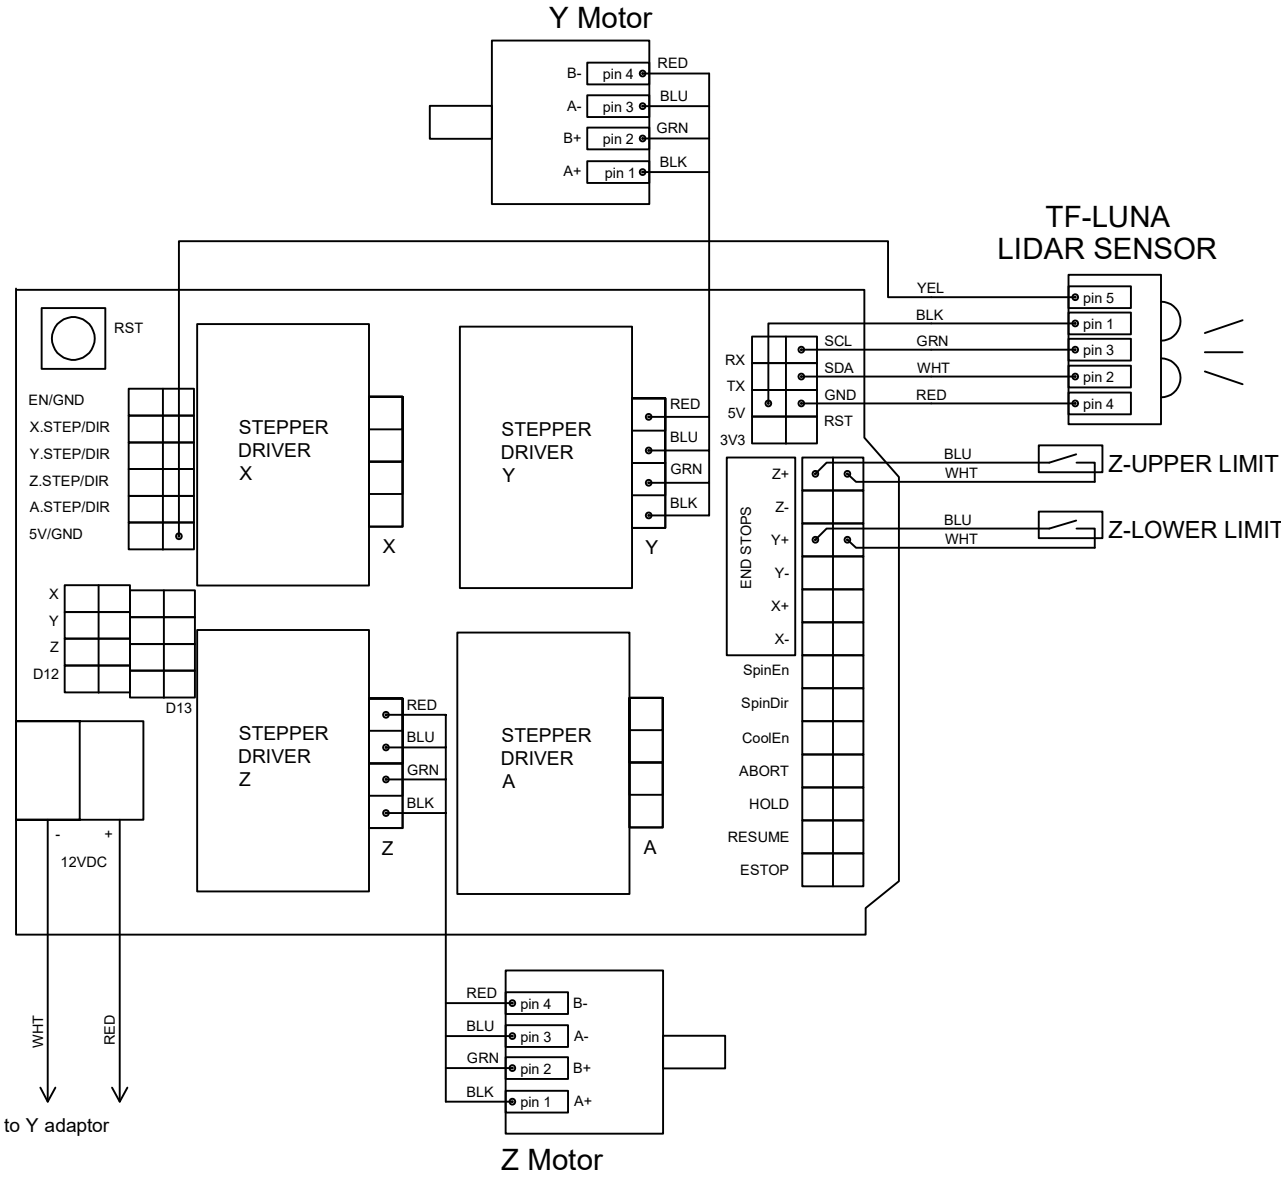 Y Motor
B- pin 4 RED
A- pin 3 BLU
B+ pin 2 GRN
A+ pin 1 BLK
TF-LUNA
LIDAR SENSOR
YEL pin 5
BLK pin 1
SCL GRN pin 3
SDA WHT pin 2
GND RED pin 4
RST
RX
TX
5V
3V3
RST
EN/GND
X.STEP/DIR
Y.STEP/DIR
Z.STEP/DIR
A.STEP/DIR
5V/GND
STEPPER
DRIVER
X
X
STEPPER
DRIVER
Y
RED
BLU
GRN
BLK
Y
BLU
WHT
Z-UPPER LIMIT
BLU
WHT
Z-LOWER LIMIT
END STOPS
Z+
Z-
Y+
Y-
X+
X-
SpinEn
SpinDir
CoolEn
ABORT
HOLD
RESUME
ESTOP
X
Y
Z
D12
D13
STEPPER
DRIVER
Z
RED
BLU
GRN
BLK
Z
STEPPER
DRIVER
A
A
- +
12VDC
WHT
RED
to Y adaptor
RED pin 4 B-
BLU pin 3 A-
GRN pin 2 B+
BLK pin 1 A+
Z Motor